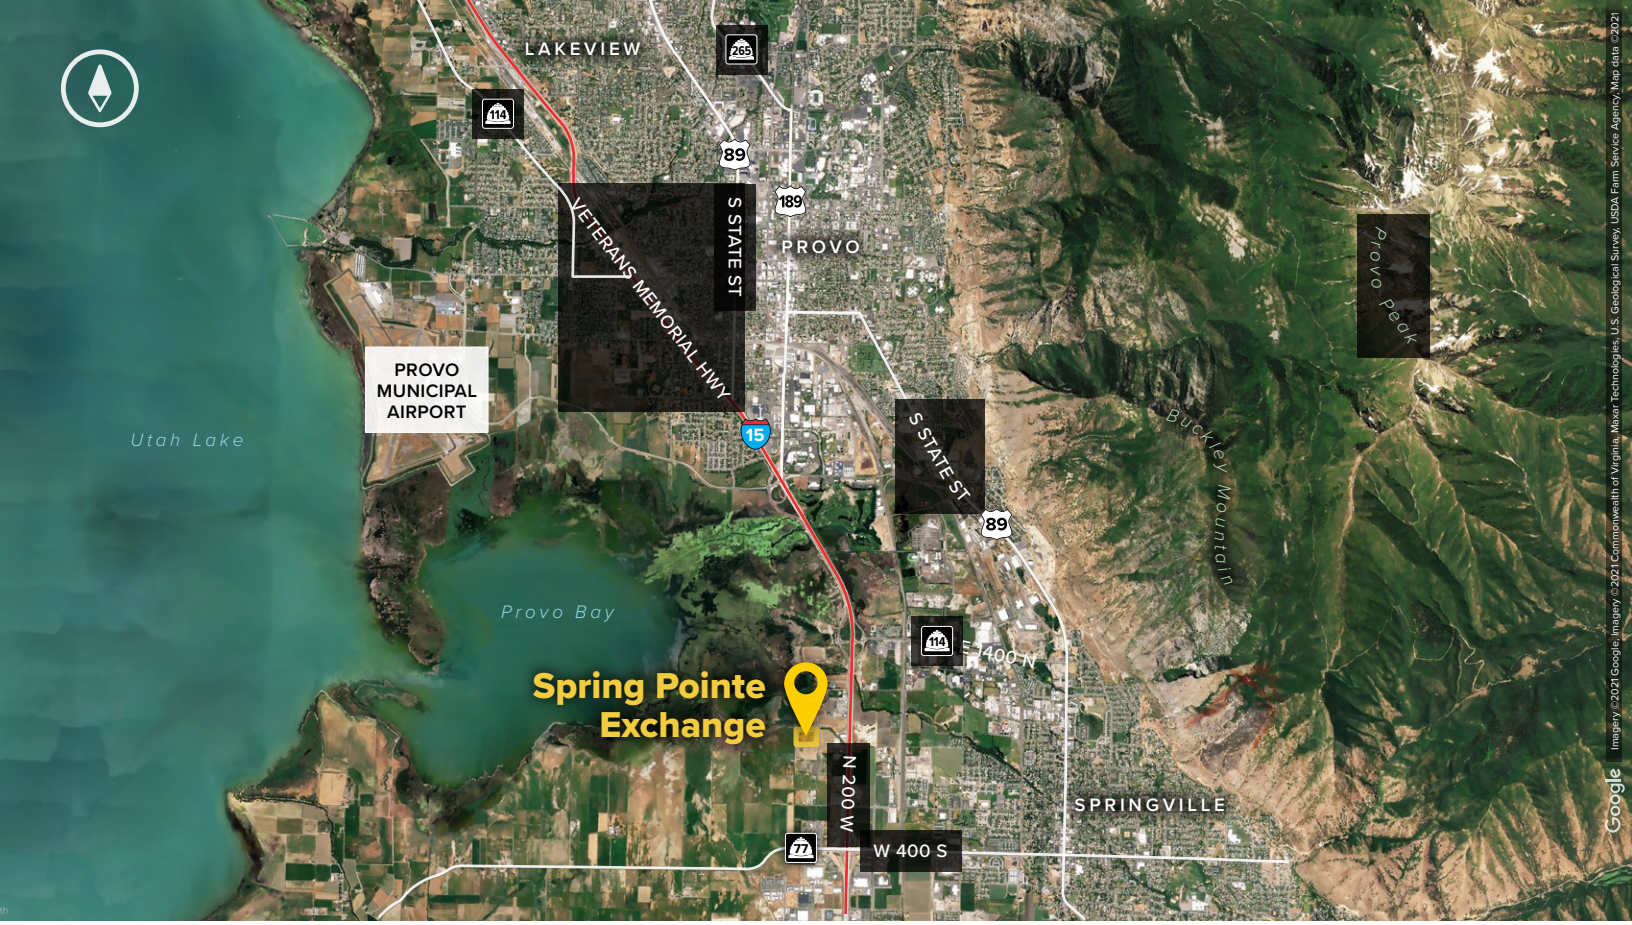 LAKEVIEW
265
114
89
189
VETERANS MEMORIAL HWY
S STATE ST
PROVO
Provo Peak
PROVO
MUNICIPAL
AIRPORT
Utah Lake
15
S STATE ST
Buckley Mountain
89
Provo Bay
114
E 1400 N
Spring Pointe
Exchange
N 200 W
SPRINGVILLE
77
W 400 S
Imagery ©2021 Google, Imagery ©2021 Commonwealth of Virginia, Maxar Technologies, U.S. Geological Survey, USDA Farm Service Agency, Map data ©2021
Google
th